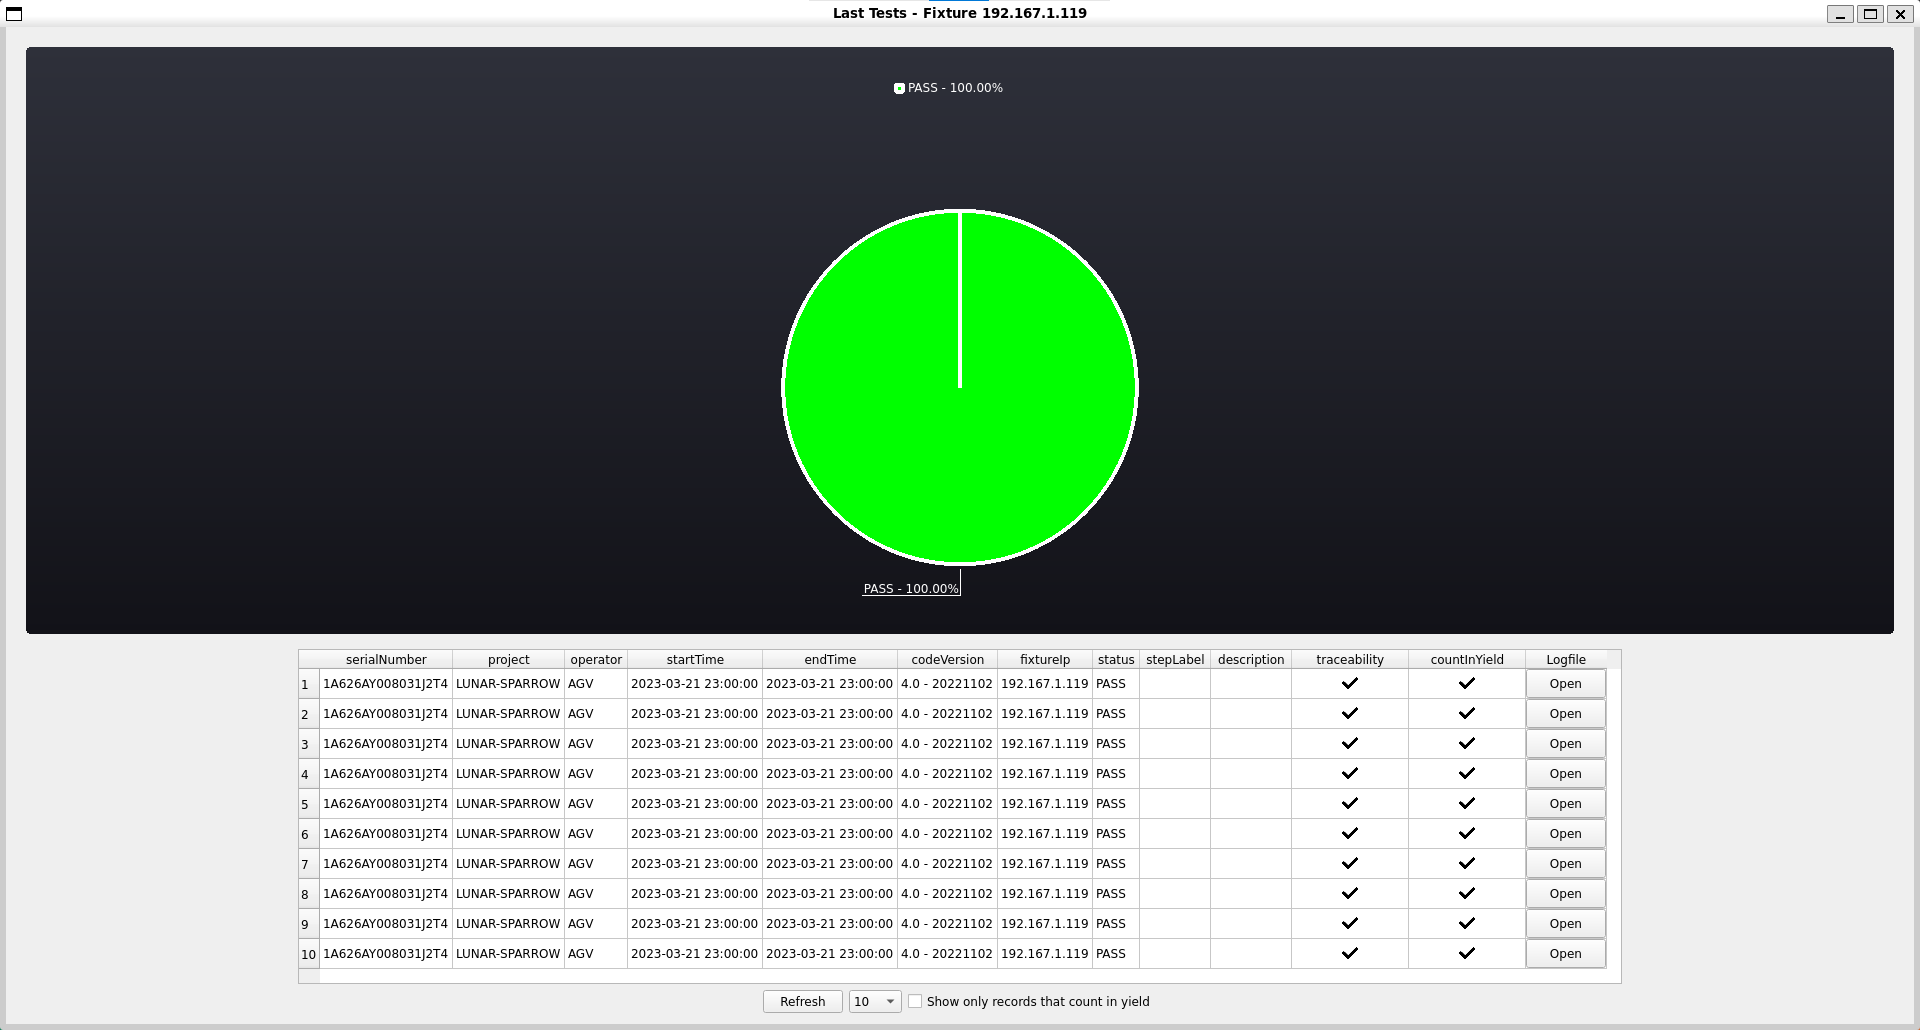 Last Tests - Fixture 192.167.1.119
PASS - 100.00%
PASS - 100.00%
serialNumber project operator startTime endTime codeVersion fixtureIp status stepLabel description traceability countInYield Logfile
1 1A626AY008031J2T4 LUNAR-SPARROW AGV 2023-03-21 23:00:00 2023-03-21 23:00:00 4.0 - 20221102 192.167.1.119 PASS Open
2 1A626AY008031J2T4 LUNAR-SPARROW AGV 2023-03-21 23:00:00 2023-03-21 23:00:00 4.0 - 20221102 192.167.1.119 PASS Open
3 1A626AY008031J2T4 LUNAR-SPARROW AGV 2023-03-21 23:00:00 2023-03-21 23:00:00 4.0 - 20221102 192.167.1.119 PASS Open
4 1A626AY008031J2T4 LUNAR-SPARROW AGV 2023-03-21 23:00:00 2023-03-21 23:00:00 4.0 - 20221102 192.167.1.119 PASS Open
5 1A626AY008031J2T4 LUNAR-SPARROW AGV 2023-03-21 23:00:00 2023-03-21 23:00:00 4.0 - 20221102 192.167.1.119 PASS Open
6 1A626AY008031J2T4 LUNAR-SPARROW AGV 2023-03-21 23:00:00 2023-03-21 23:00:00 4.0 - 20221102 192.167.1.119 PASS Open
7 1A626AY008031J2T4 LUNAR-SPARROW AGV 2023-03-21 23:00:00 2023-03-21 23:00:00 4.0 - 20221102 192.167.1.119 PASS Open
8 1A626AY008031J2T4 LUNAR-SPARROW AGV 2023-03-21 23:00:00 2023-03-21 23:00:00 4.0 - 20221102 192.167.1.119 PASS Open
9 1A626AY008031J2T4 LUNAR-SPARROW AGV 2023-03-21 23:00:00 2023-03-21 23:00:00 4.0 - 20221102 192.167.1.119 PASS Open
10 1A626AY008031J2T4 LUNAR-SPARROW AGV 2023-03-21 23:00:00 2023-03-21 23:00:00 4.0 - 20221102 192.167.1.119 PASS Open
Refresh 10 Show only records that count in yield